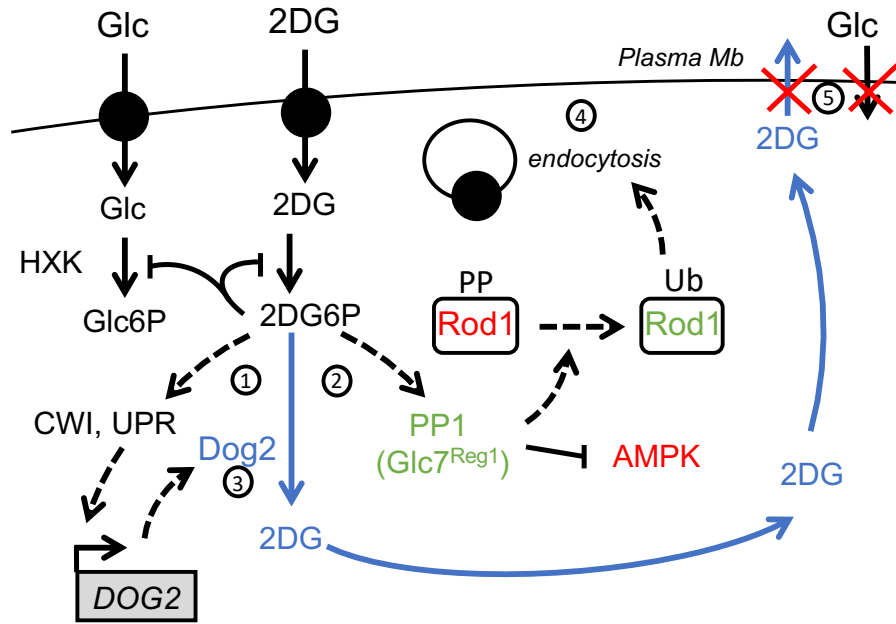 Glc
2DG
Plasma Mb
Glc
5
4
2DG
endocytosis
Glc
2DG
HXK
PP
Ub
Glc6P
2DG6P
Rod1
Rod1
1
2
CWI, UPR
Dog2
PP1
(Glc7Reg1)
AMPK
3
2DG
2DG
DOG2